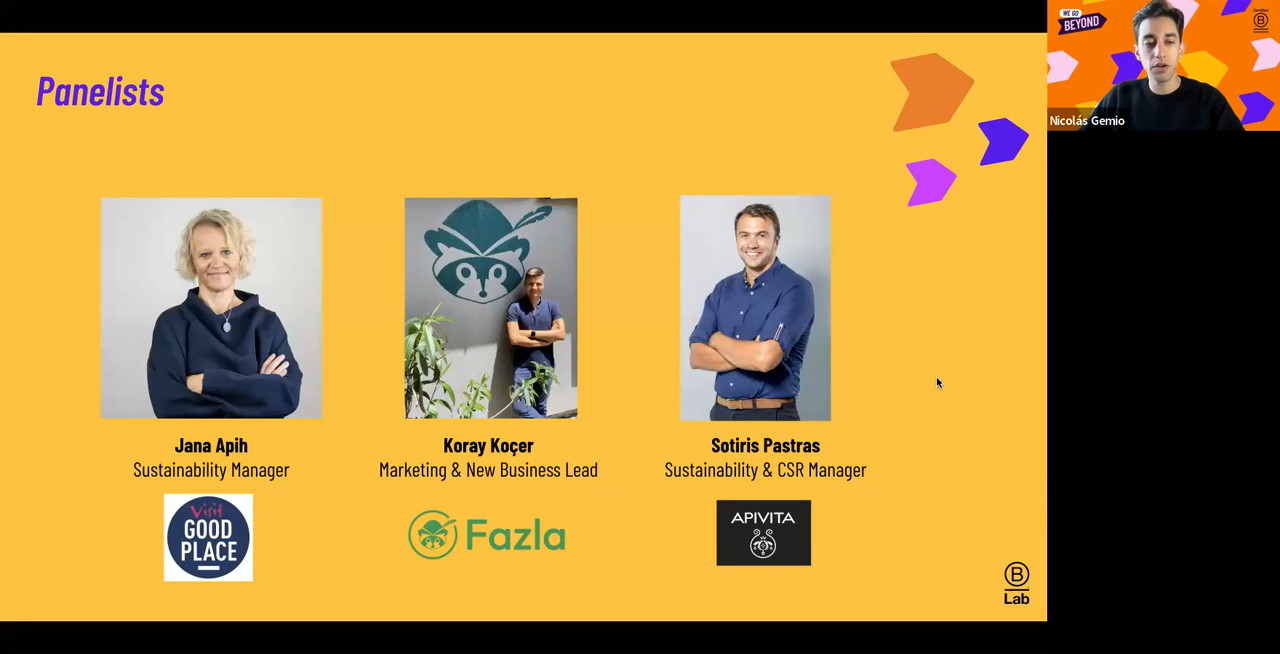 Panelists
Jana Apih
Sustainability Manager
Visit
GOOD
PLACE
Koray Koçer
Marketing & New Business Lead
Fazla
Sotiris Pastras
Sustainability & CSR Manager
APIVITA
B
Lab
WE GO
BEYOND
Certified
B
Nicolás Gemio